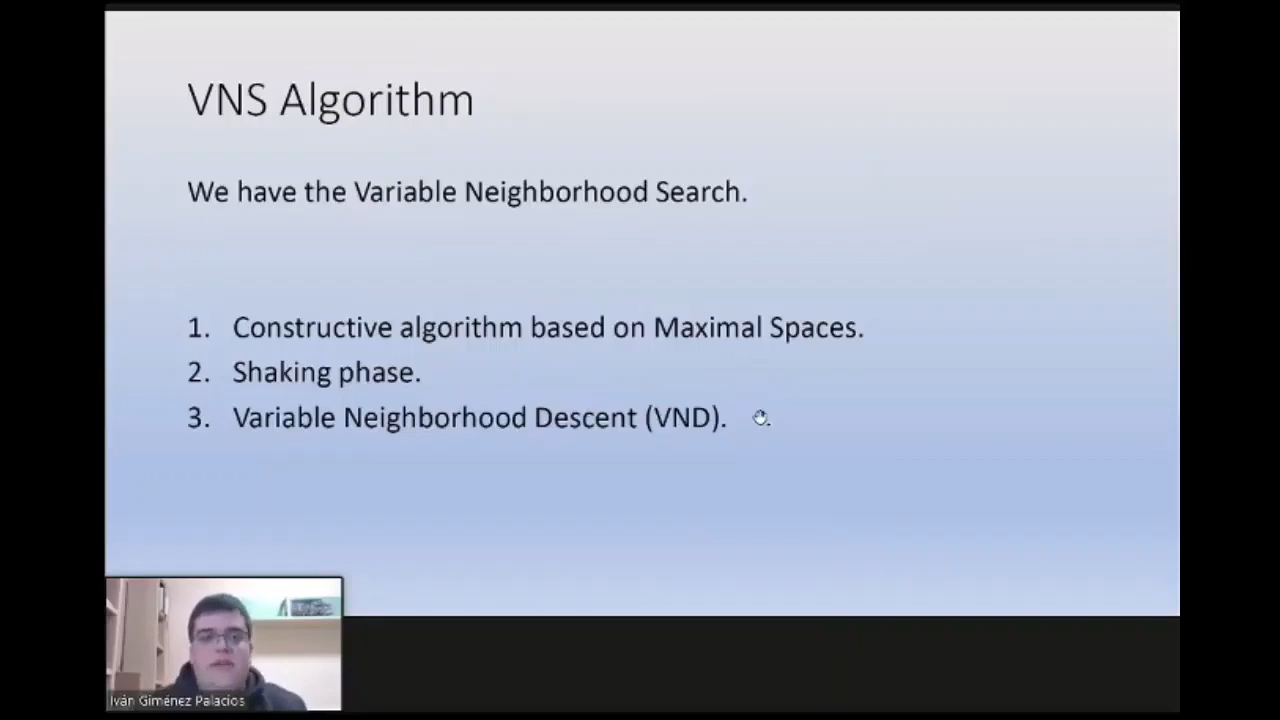 VNS Algorithm
We have the Variable Neighborhood Search.
1. Constructive algorithm based on Maximal Spaces.
2. Shaking phase.
3. Variable Neighborhood Descent (VND).
Iván Giménez Palacios